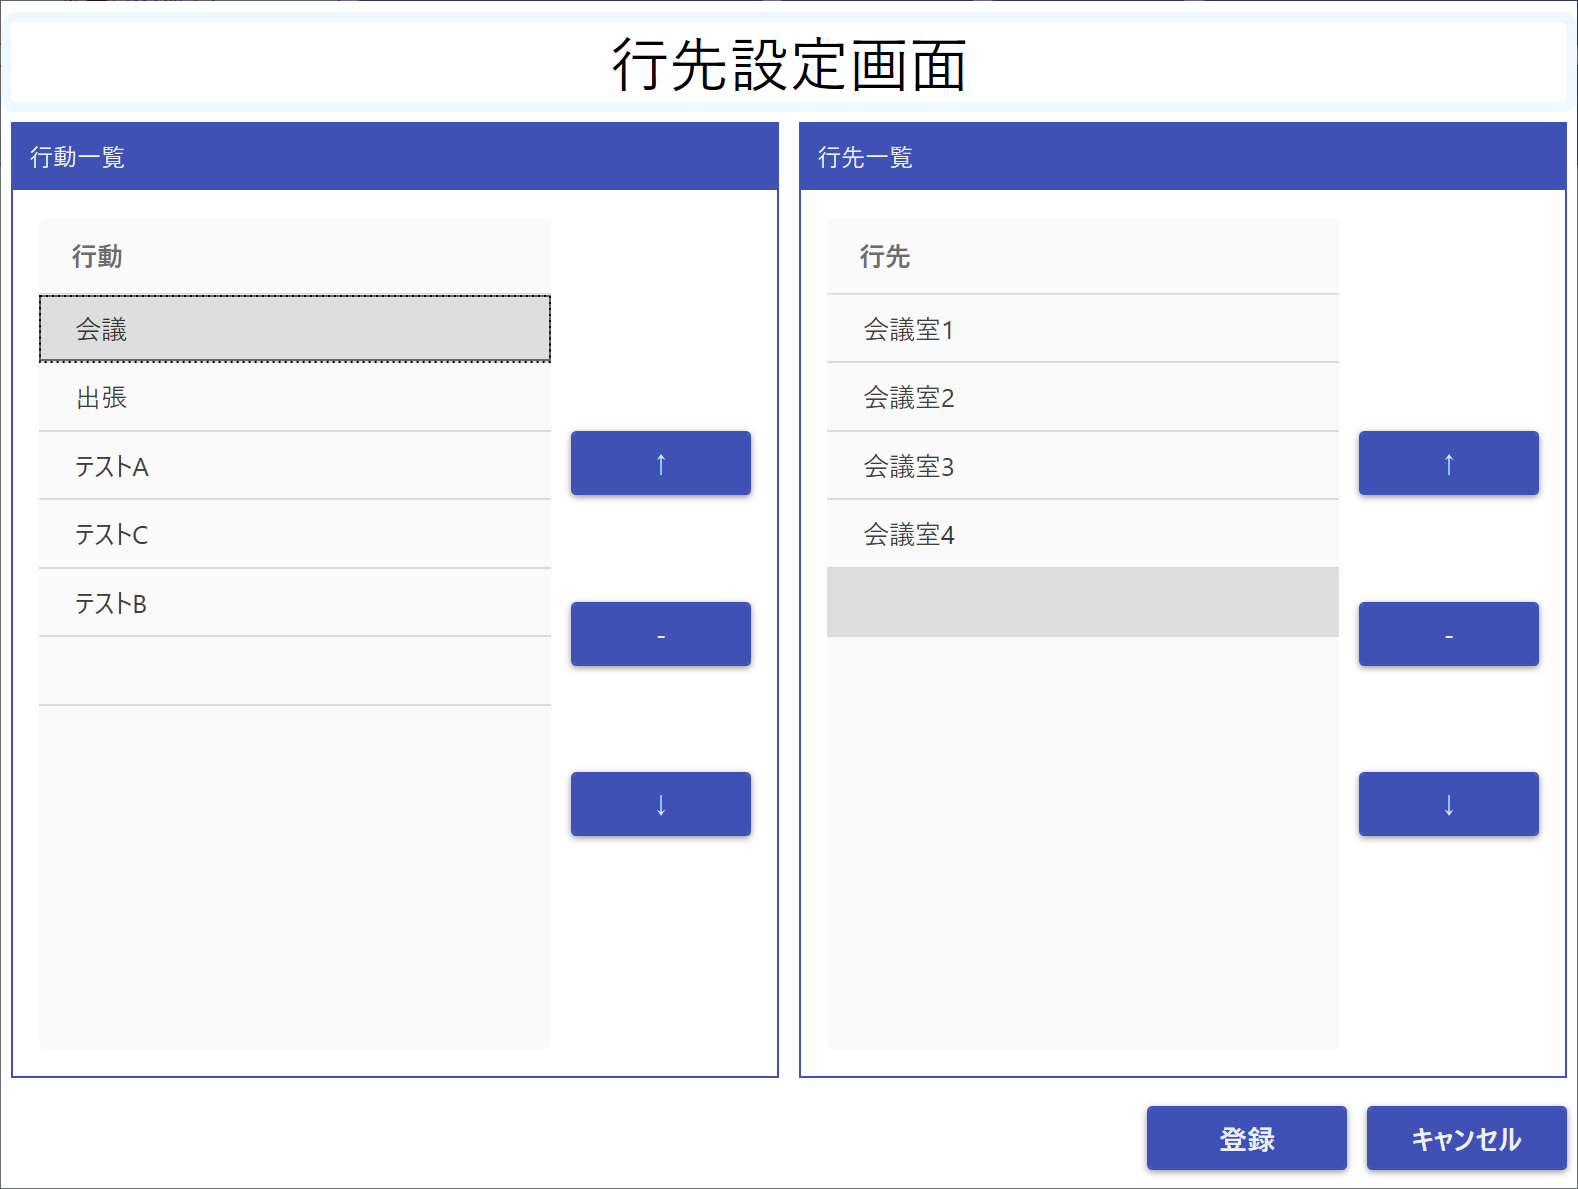 行先設定画面
行動一覧
行動
会議
出張
テストA
テストC
テストB
↑
-
↓
行先一覧
行先
会議室1
会議室2
会議室3
会議室4
↑
-
↓
登録
キャンセル